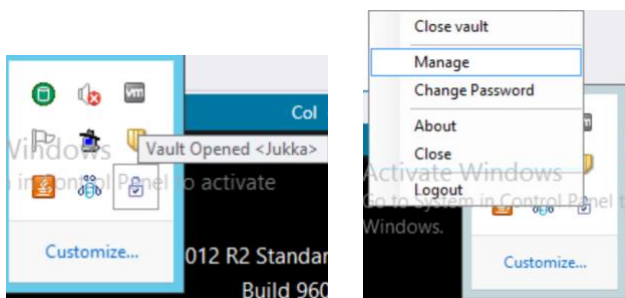 Col
Vault Opened <Jukka>
Windows
in Control Panel to activate
vm
Customize...
012 R2 Standar
Build 960
Close vault
Manage
Change Password
About
Close
Logout
Activate Windows
Go to System in Control Panel t
Windows.
Customize...